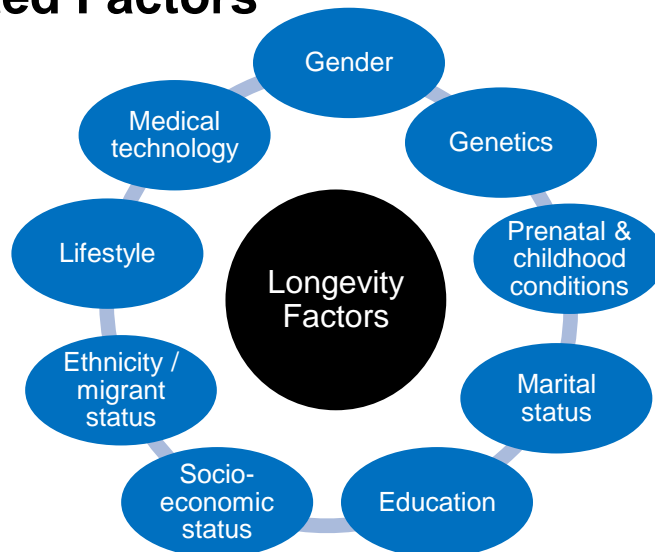 Factors
Gender
Genetics
Prenatal &
childhood
conditions
Marital
status
Education
Socio-
economic
status
Ethnicity /
migrant
status
Lifestyle
Medical
technology
Longevity
Factors